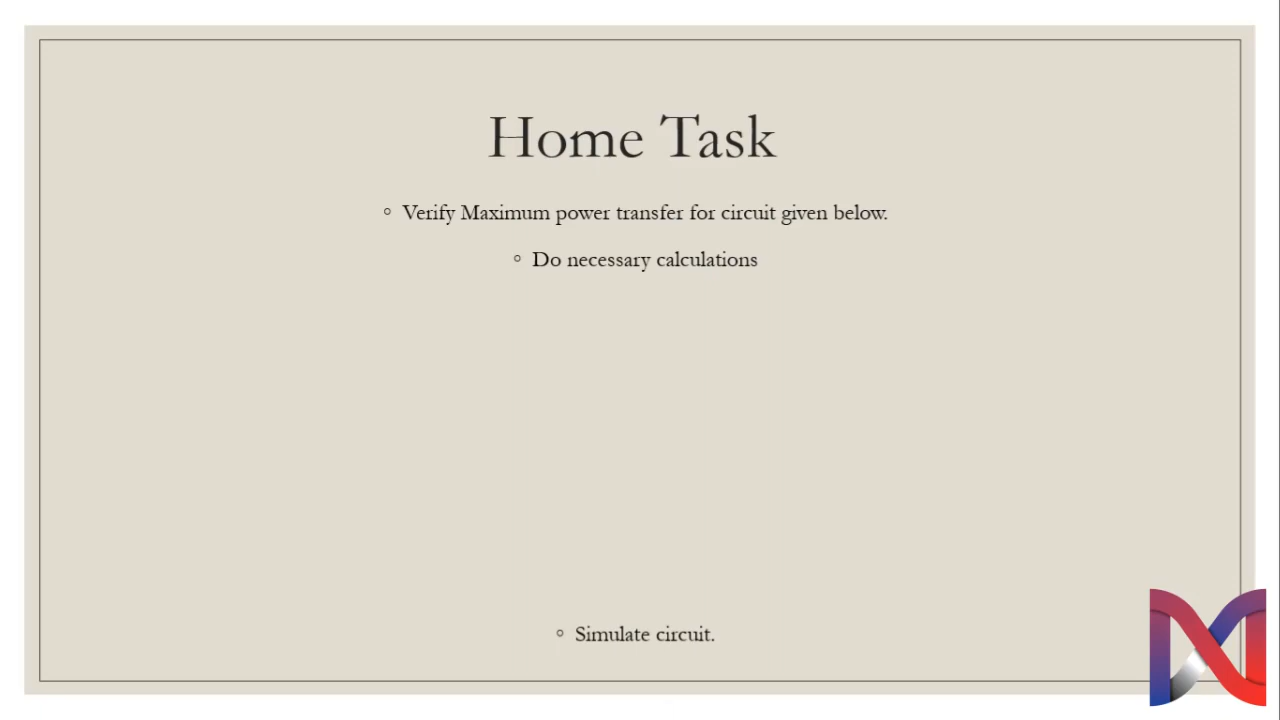 Home Task
◦ Verify Maximum power transfer for circuit given below.
◦ Do necessary calculations
◦ Simulate circuit.